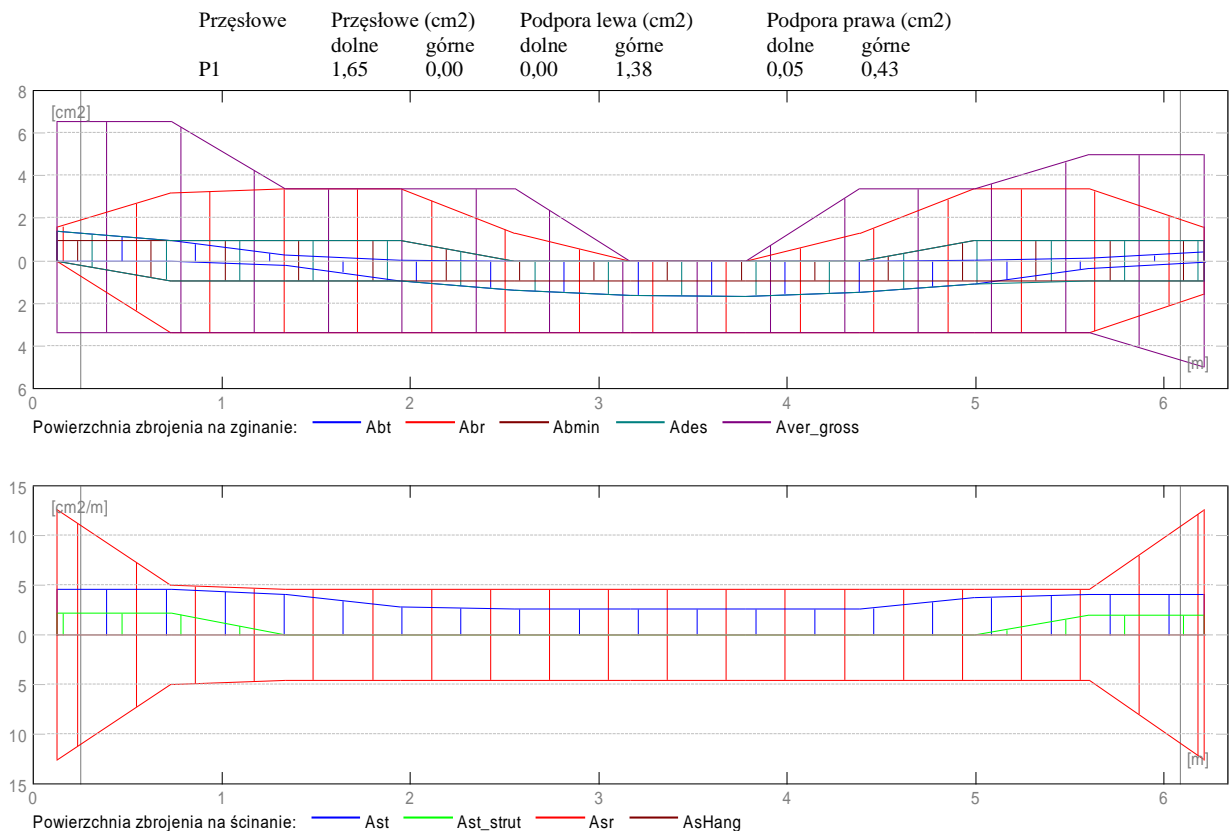 Przęsłowe Przęsłowe (cm2) Podpora lewa (cm2) Podpora prawa (cm2)
dolne górne dolne górne dolne górne
P1 1,65 0,00 0,00 1,38 0,05 0,43
8
[cm2]
6
4
2
0
2
4
[m]
6
0 1 2 3 4 5 6
Powierzchnia zbrojenia na zginanie: Abt Abr Abmin Ades Aver_gross
15
[cm2/m]
10
5
0
5
10
[m]
15
0 1 2 3 4 5 6
Powierzchnia zbrojenia na ścinanie: Ast Ast_strut Asr AsHang